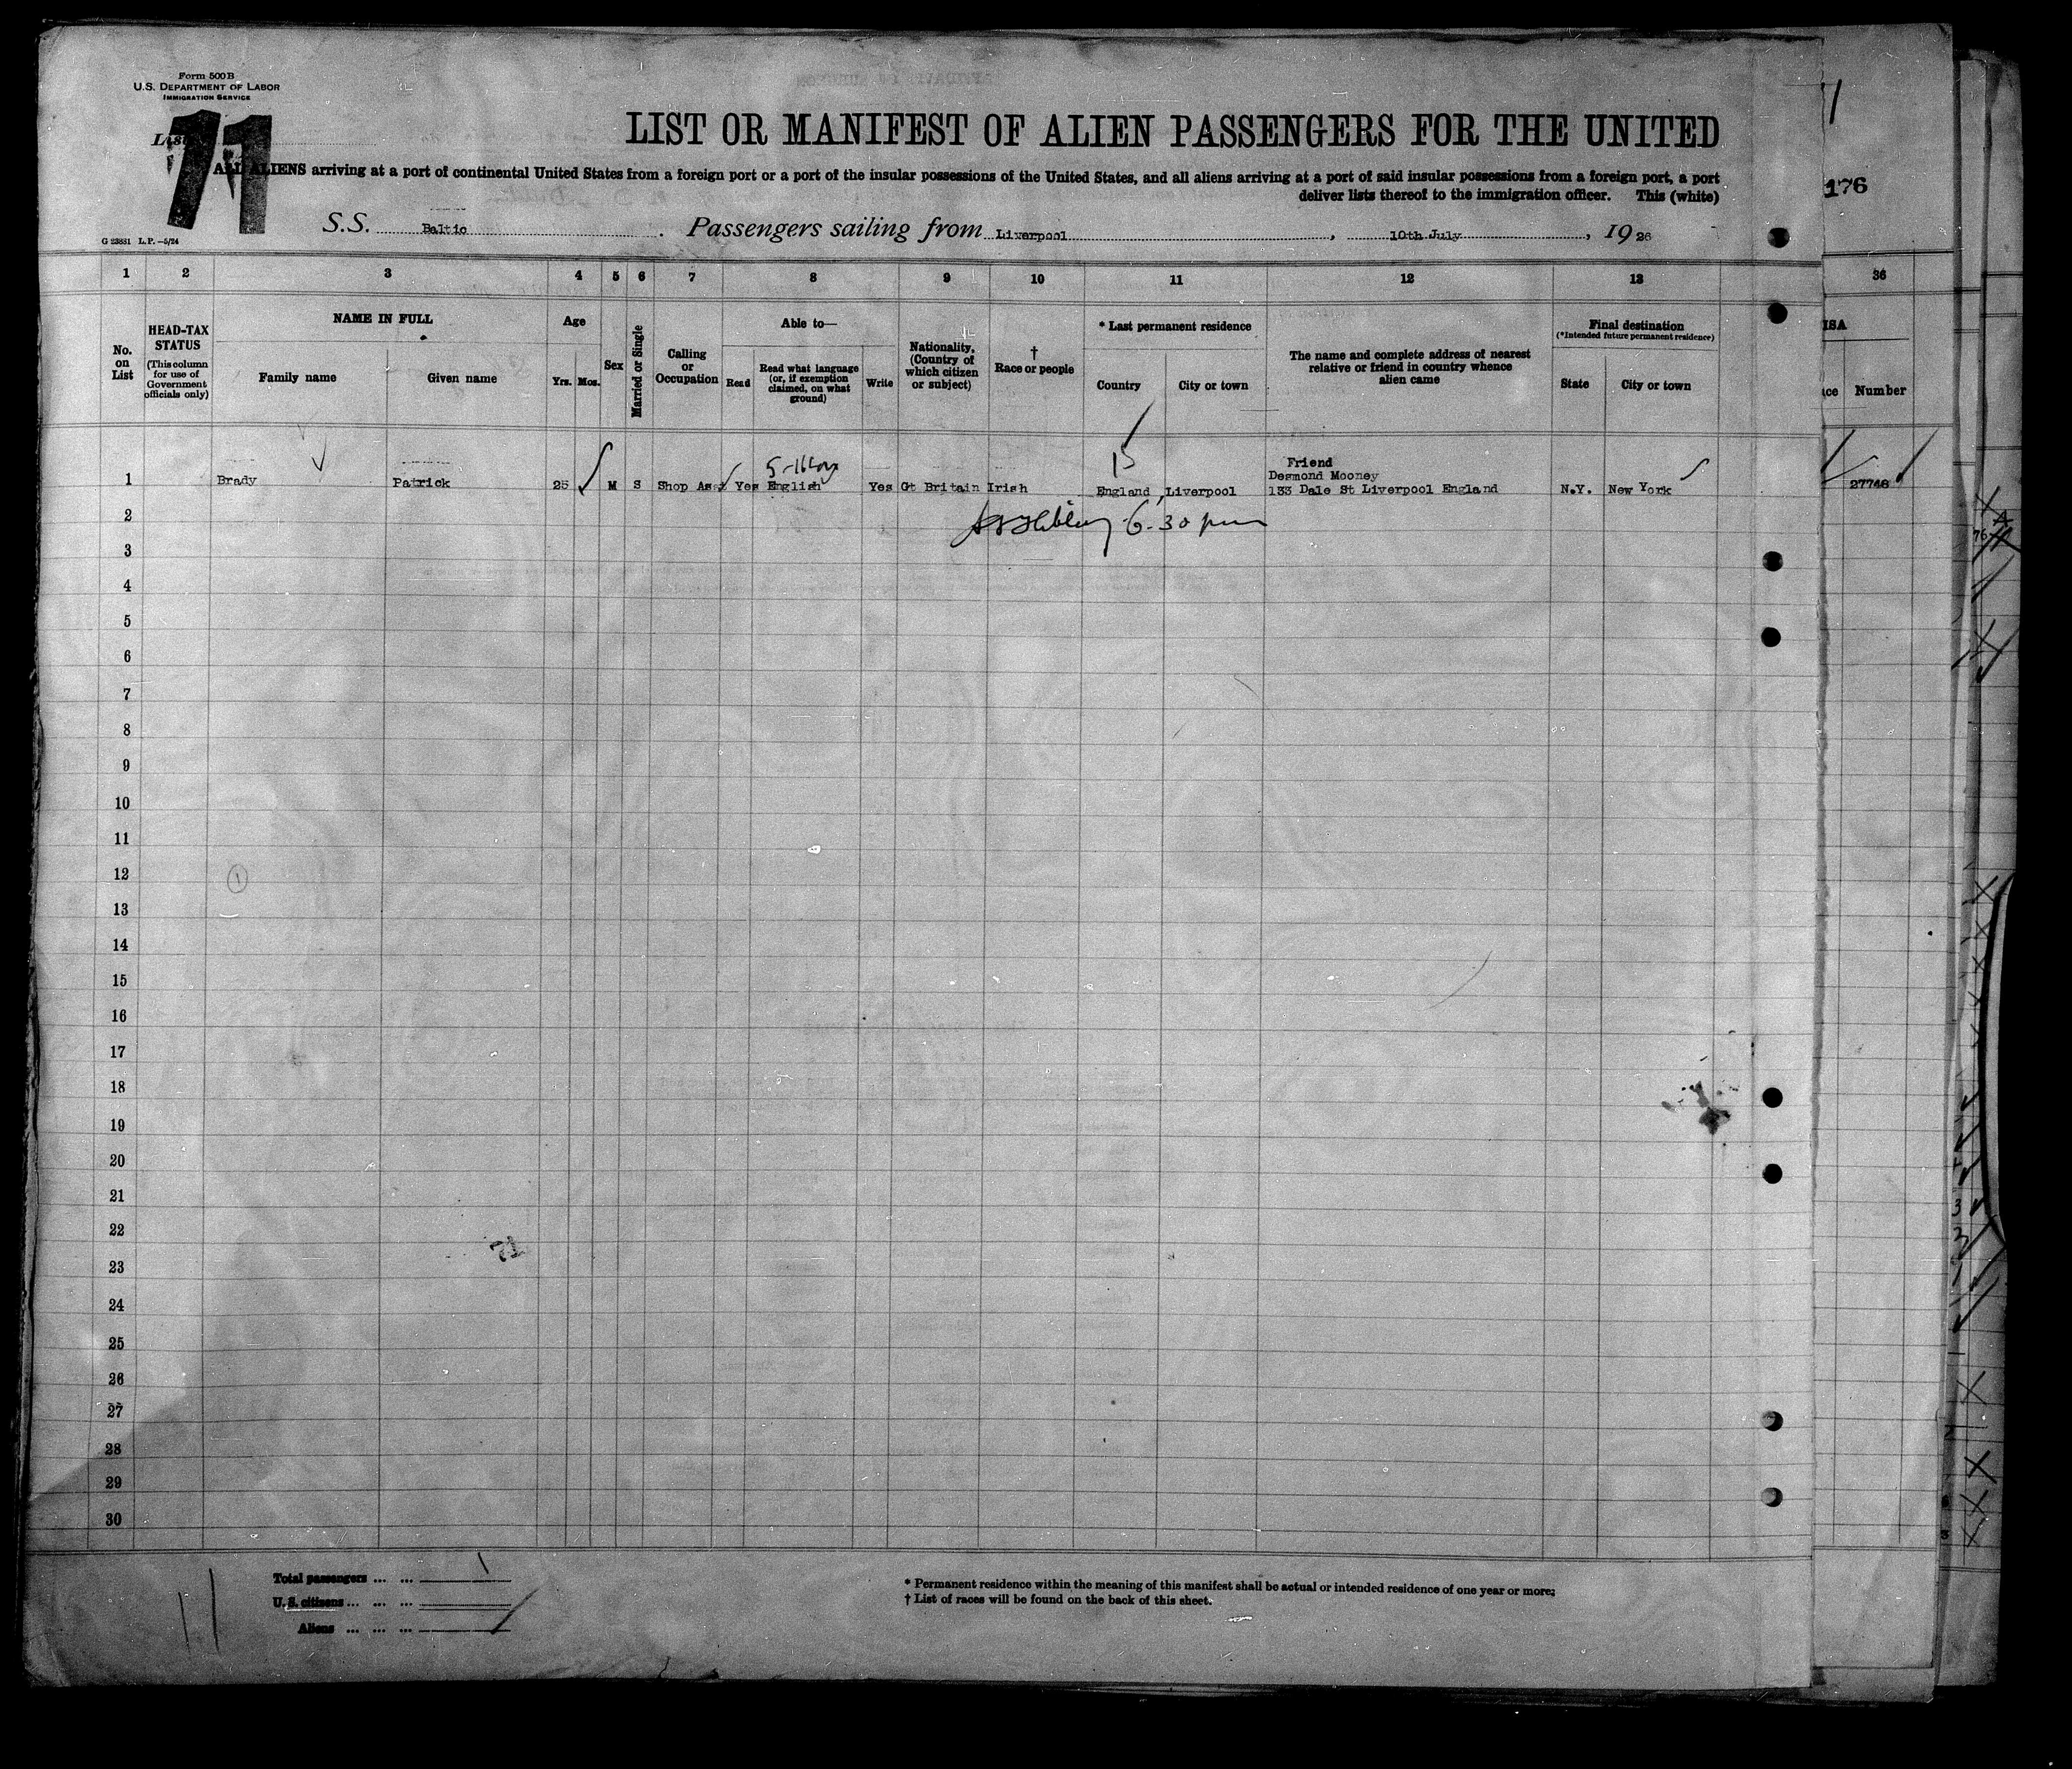 Form 500B
U.S. DEPARTMENT OF LABOR
IMMIGRATION SERVICE
List
71
LIST OR MANIFEST OF ALIEN PASSENGERS FOR THE UNITED
ALL ALIENS arriving at a port of continental United States from a foreign port or a port of the insular possessions of the United States, and all aliens arriving at a port of said insular possessions from a foreign port, a port
deliver lists thereof to the immigration officer. This (white)
176
S.S. Baltic. Passengers sailing from Liverpool, 10th July, 1926
G 23881 L.P.—5/24
1 2 3 4 5 6 7 8 9 10 11 12 13 36
No. on List
HEAD-TAX STATUS
(This column for use of Government officials only)
NAME IN FULL
Family name
Given name
Age
Yrs. Mos.
Sex
Married or Single
Calling or Occupation
Able to—
Read
Read what language (or, if exemption claimed, on what ground)
Write
Nationality, (Country of which citizen or subject)
† Race or people
* Last permanent residence
Country
City or town
The name and complete address of nearest relative or friend in country whence alien came
Final destination
(*Intended future permanent residence)
State
City or town
ISA
ce
Number
1 Brady Patrick 25 M S Shop Ass Yes English Yes Gt Britain Irish England, Liverpool
Friend
Desmond Mooney
133 Dale St Liverpool England
N.Y. New York
27748
6-30 pm
2
3
4
5
6
7
8
9
10
11
12
13
14
15
16
17
18
19
20
21
22
23
24
25
26
27
28
29
30
Total passengers ... ... 1
U.S. citizens ... ... ...
Aliens ... ... ... 1
* Permanent residence within the meaning of this manifest shall be actual or intended residence of one year or more.
† List of races will be found on the back of this sheet.